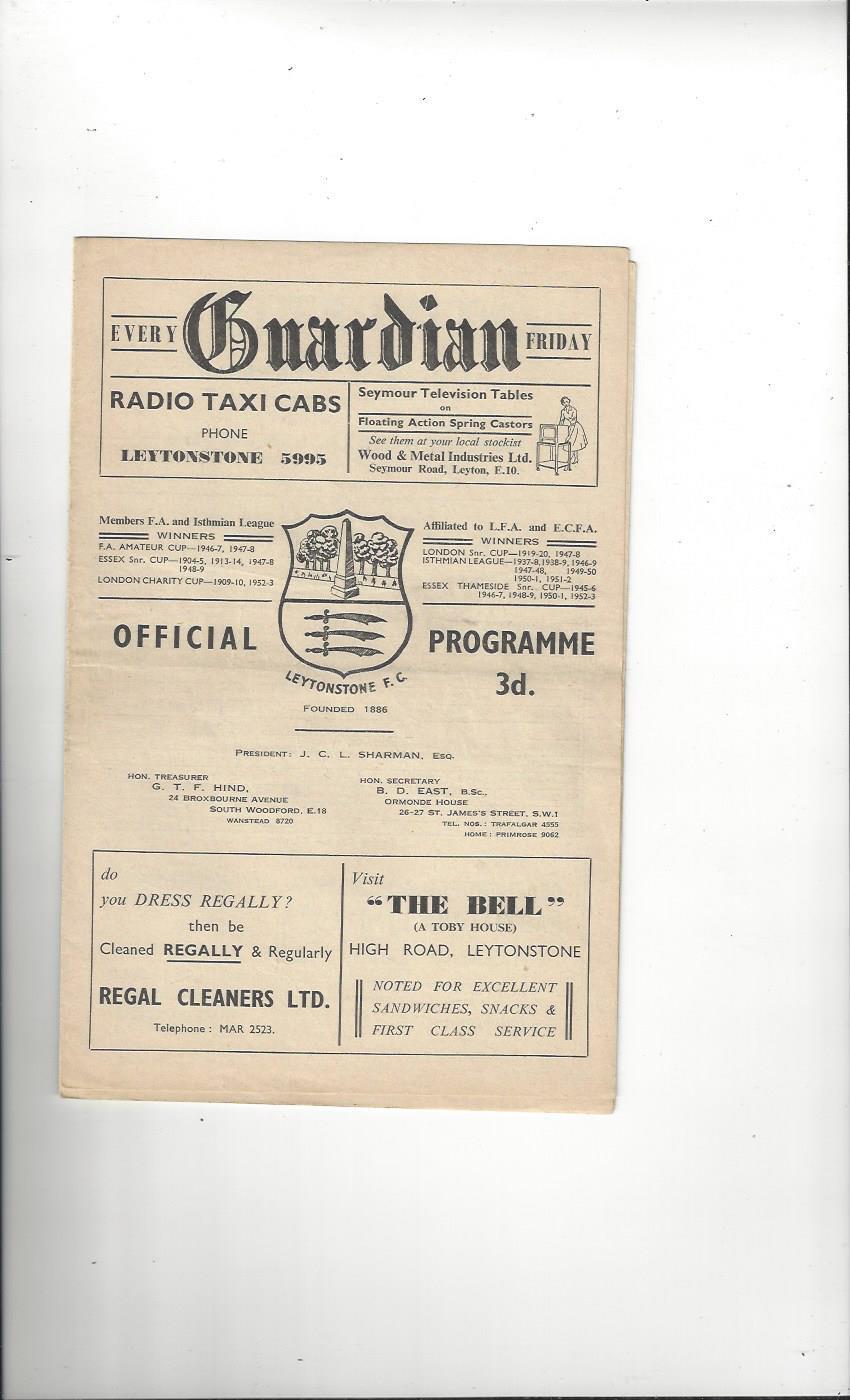 EVERY Guardian FRIDAY
RADIO TAXI CABS
PHONE
LEYTONSTONE 5995
Seymour Television Tables
on
Floating Action Spring Castors
See them at your local stockist
Wood & Metal Industries Ltd.
Seymour Road, Leyton, E.10.
Members F.A. and Isthmian League
WINNERS
F.A. AMATEUR CUP—1946-7, 1947-8
ESSEX Snr. CUP—1904-5, 1913-14, 1947-8
1948-9
LONDON CHARITY CUP—1909-10, 1952-3
Affiliated to L.F.A. and E.C.F.A.
WINNERS
LONDON Snr. CUP—1919-20, 1947-8
ISTHMIAN LEAGUE—1937-8,1938-9, 1946-9
1947-48, 1949-50
1950-1, 1951-2
ESSEX THAMESIDE Snr. CUP—1945-6
1946-7, 1948-9, 1950-1, 1952-3
OFFICIAL PROGRAMME
3d.
LEYTONSTONE F.C.
FOUNDED 1886
PRESIDENT: J. C. L. SHARMAN, ESQ.
HON. TREASURER
G. T. F. HIND,
24 BROXBOURNE AVENUE
SOUTH WOODFORD, E.18
WANSTEAD 8720
HON. SECRETARY
B. D. EAST, B.Sc.,
ORMONDE HOUSE
26-27 ST. JAMES'S STREET, S.W.1
TEL. NOS.: TRAFALGAR 4555
HOME: PRIMROSE 9062
do
you DRESS REGALLY?
then be
Cleaned REGALLY & Regularly
REGAL CLEANERS LTD.
Telephone: MAR 2523.
Visit
"THE BELL"
(A TOBY HOUSE)
HIGH ROAD, LEYTONSTONE
NOTED FOR EXCELLENT
SANDWICHES, SNACKS &
FIRST CLASS SERVICE